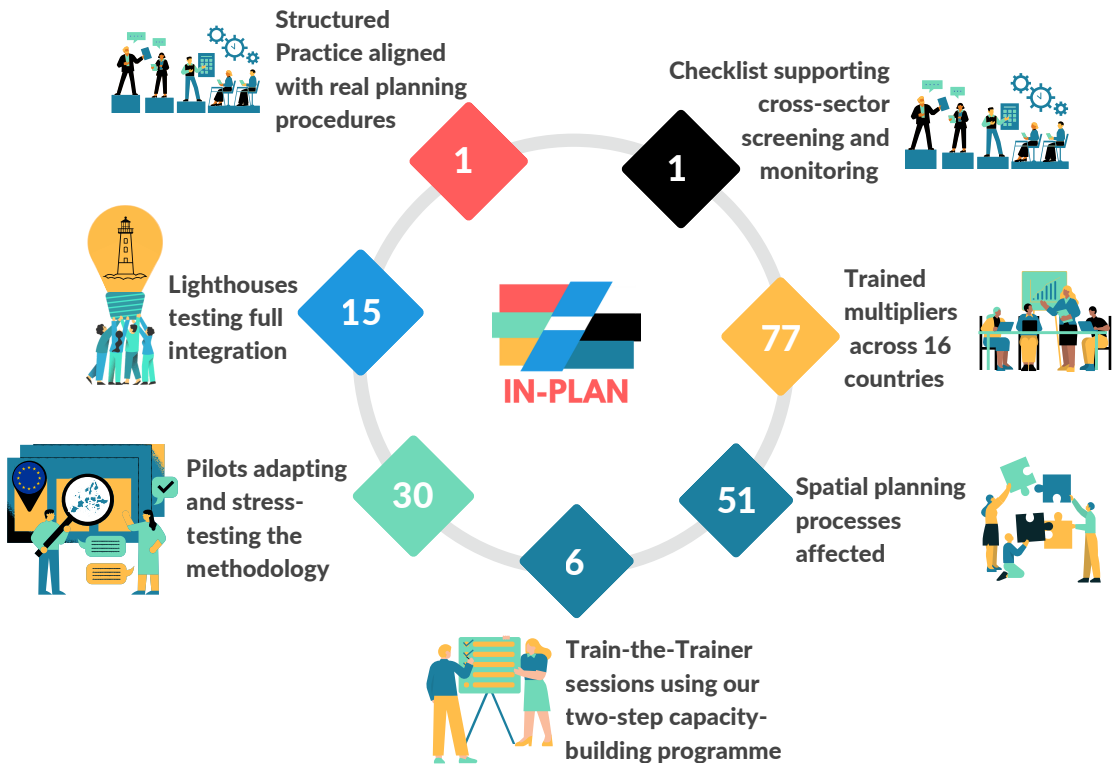 Structured
Practice aligned
with real planning
procedures
1
Checklist supporting
cross-sector
screening and
monitoring
1
Lighthouses
testing full
integration
15
IN-PLAN
77
Trained
multipliers
across 16
countries
Pilots adapting
and stress-
testing the
methodology
30
51
Spatial planning
processes
affected
6
Train-the-Trainer
sessions using our
two-step capacity-
building programme